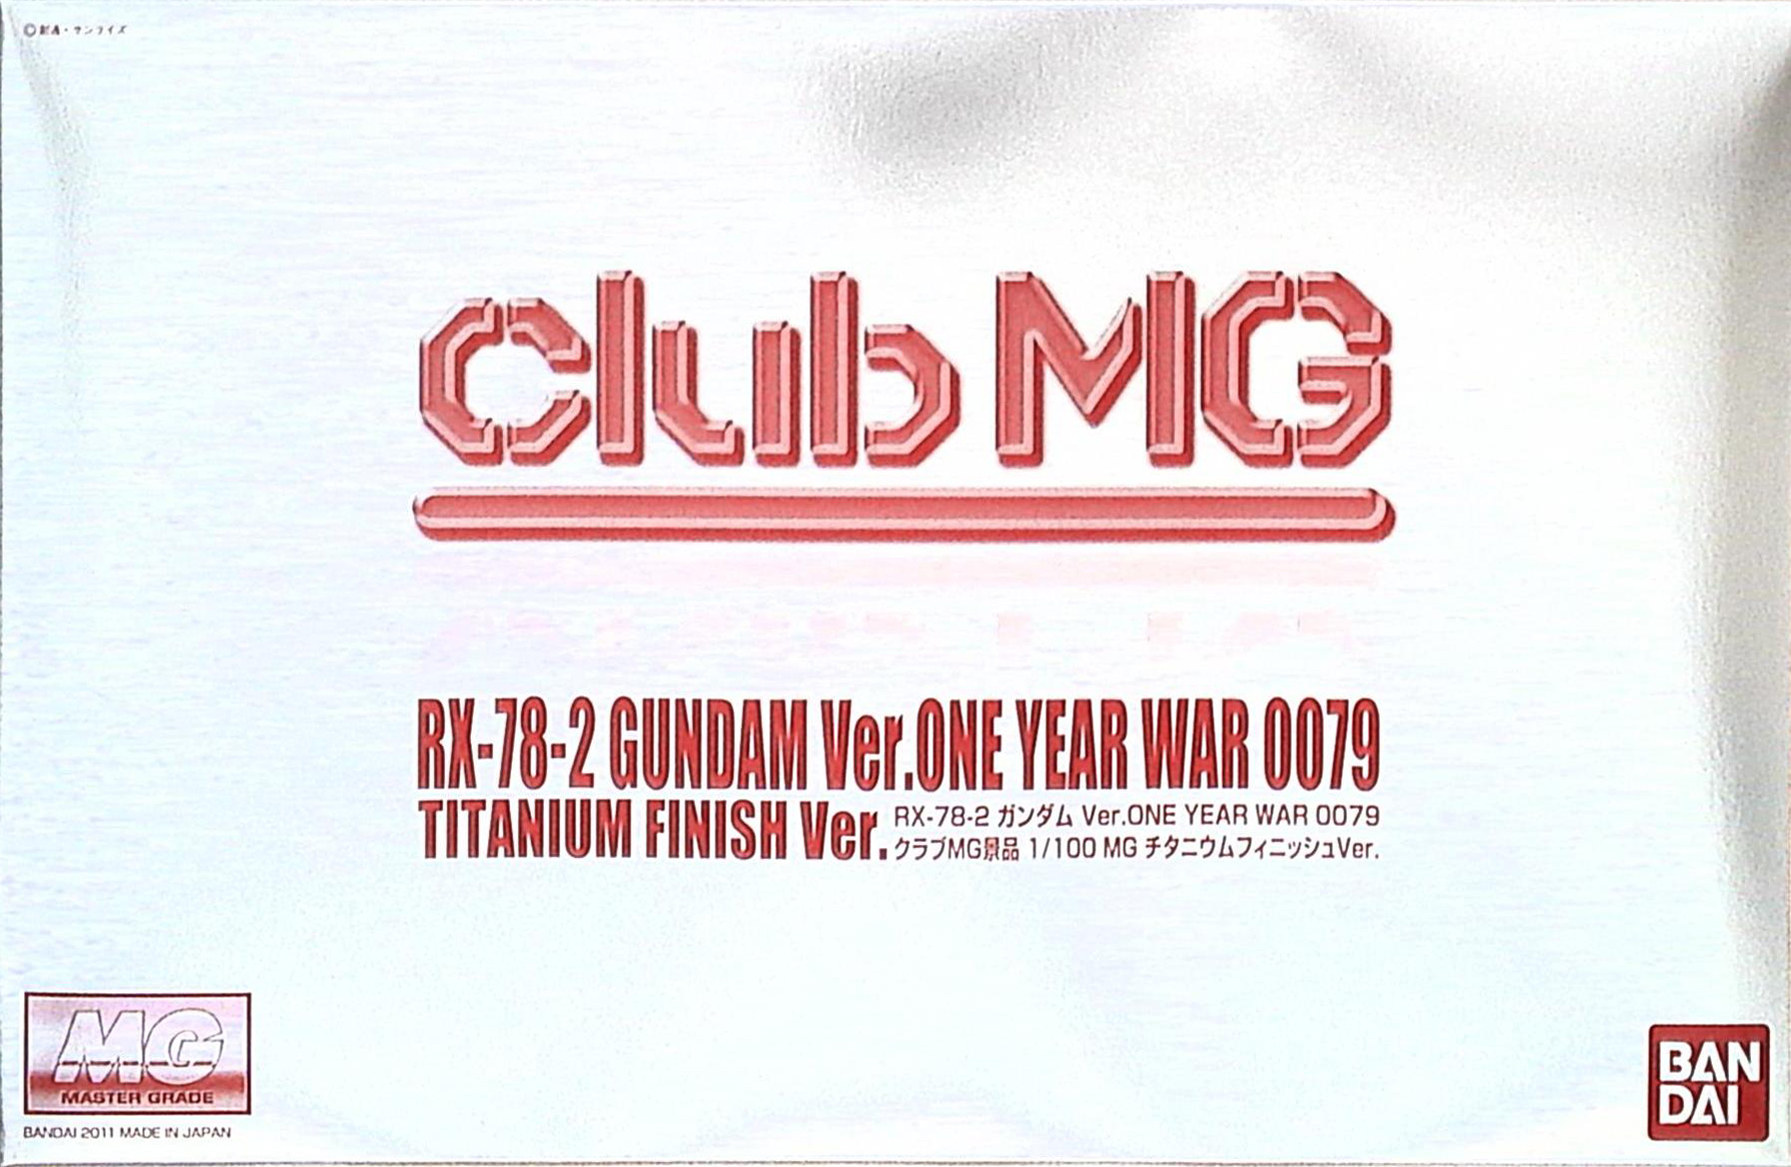 ©創通・サンライズ
club MG
RX-78-2 GUNDAM Ver.ONE YEAR WAR 0079
TITANIUM FINISH Ver.
RX-78-2 ガンダム Ver.ONE YEAR WAR 0079
クラブMG景品 1/100 MG チタニウムフィニッシュVer.
MG
MASTER GRADE
BANDAI 2011 MADE IN JAPAN
BAN
DAI